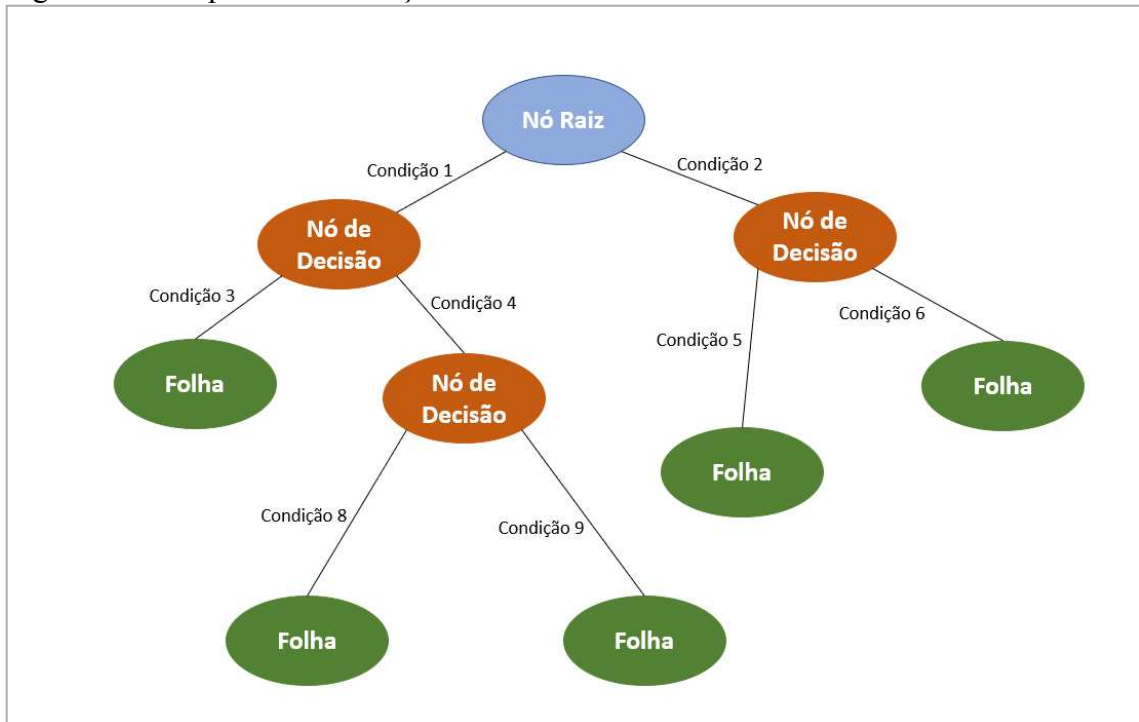 Nó Raiz
Condição 1
Condição 2
Nó de
Decisão
Nó de
Decisão
Condição 3
Condição 4
Condição 5
Condição 6
Folha
Nó de
Decisão
Folha
Folha
Condição 8
Condição 9
Folha
Folha